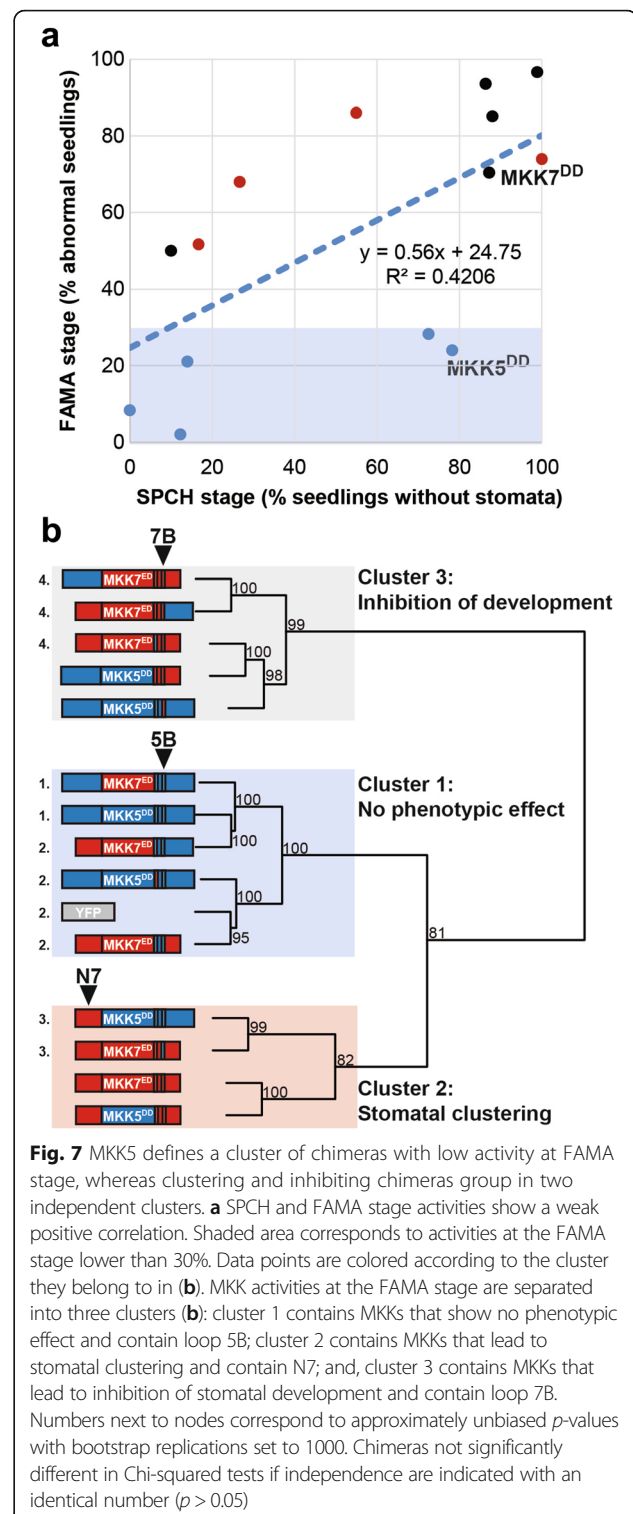 a
100
80
60
40
20
0
FAMA stage (% abnormal seedlings)
MKK7DD
y = 0.56x + 24.75
R² = 0.4206
MKK5DD
0 20 40 60 80 100
SPCH stage (% seedlings without stomata)
b
7B
4. MKK7ED
100
4. MKK7ED
99
4. MKK7ED
100
MKK5DD
98
MKK5DD
Cluster 3:
Inhibition of development
5B
1. MKK7ED
100
1. MKK5DD
100
2. MKK7ED
100
2. MKK5DD
100
2. YFP
95
2. MKK7ED
Cluster 1:
No phenotypic effect
81
N7
3. MKK5DD
99
3. MKK7ED
82
MKK7ED
100
MKK5DD
Cluster 2:
Stomatal clustering
Fig. 7 MKK5 defines a cluster of chimeras with low activity at FAMA
stage, whereas clustering and inhibiting chimeras group in two
independent clusters. a SPCH and FAMA stage activities show a weak
positive correlation. Shaded area corresponds to activities at the FAMA
stage lower than 30%. Data points are colored according to the cluster
they belong to in (b). MKK activities at the FAMA stage are separated
into three clusters (b): cluster 1 contains MKKs that show no phenotypic
effect and contain loop 5B; cluster 2 contains MKKs that lead to
stomatal clustering and contain N7; and, cluster 3 contains MKKs that
lead to inhibition of stomatal development and contain loop 7B.
Numbers next to nodes correspond to approximately unbiased p-values
with bootstrap replications set to 1000. Chimeras not significantly
different in Chi-squared tests if independence are indicated with an
identical number (p > 0.05)